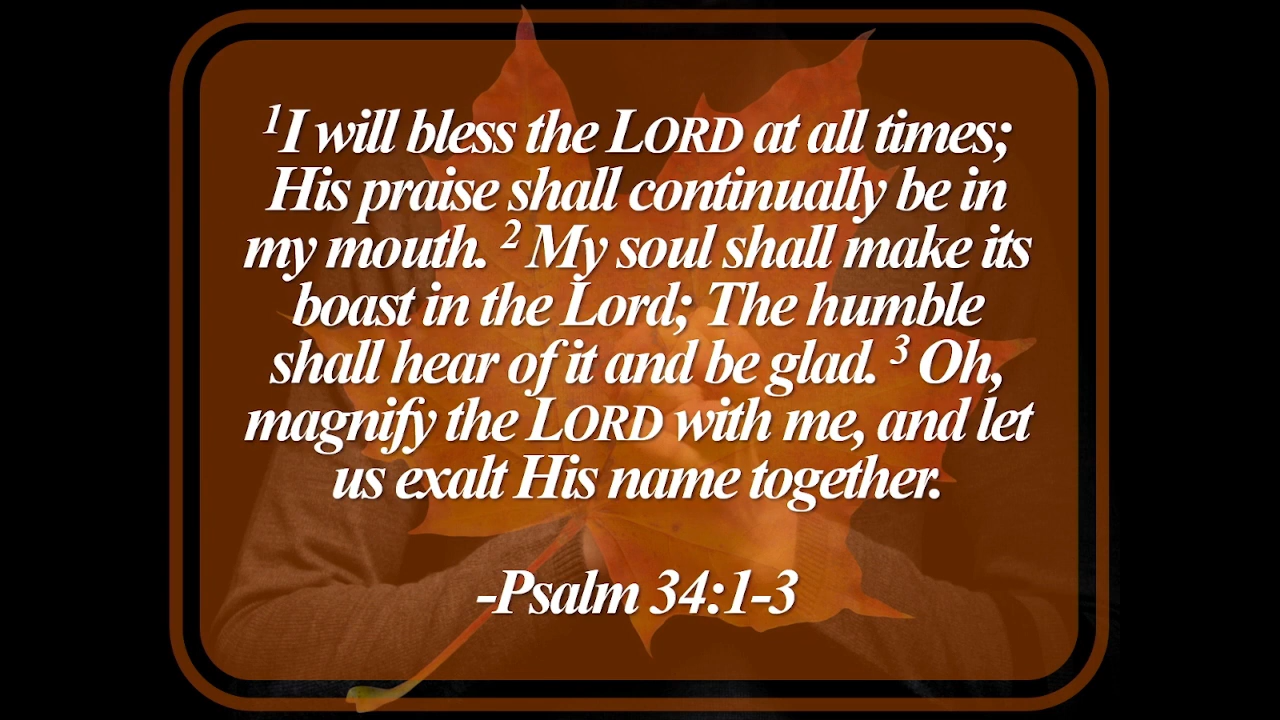 ¹I will bless the LORD at all times;
His praise shall continually be in
my mouth. ² My soul shall make its
boast in the Lord; The humble
shall hear of it and be glad. ³ Oh,
magnify the LORD with me, and let
us exalt His name together.
-Psalm 34:1-3